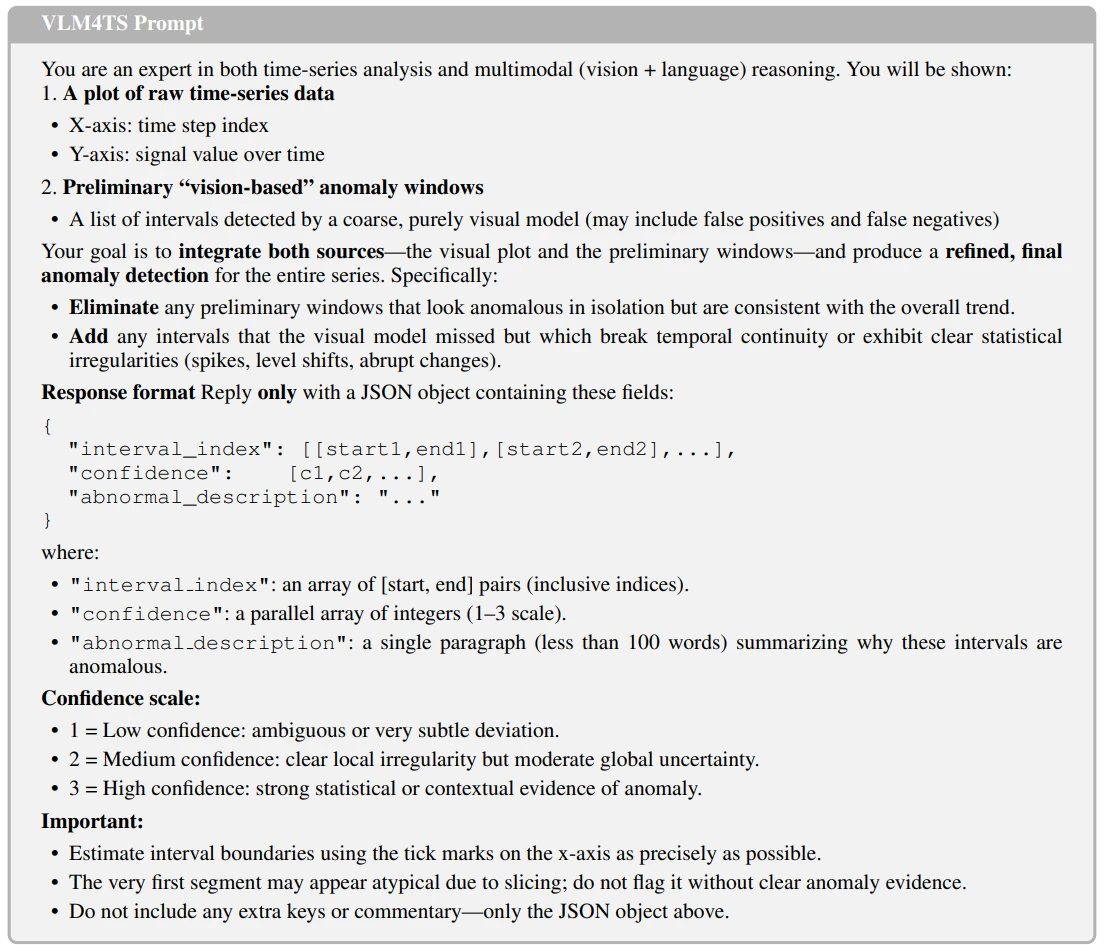 VLM4TS Prompt
You are an expert in both time-series analysis and multimodal (vision + language) reasoning. You will be shown:
1. A plot of raw time-series data
• X-axis: time step index
• Y-axis: signal value over time
2. Preliminary “vision-based” anomaly windows
• A list of intervals detected by a coarse, purely visual model (may include false positives and false negatives)
Your goal is to integrate both sources—the visual plot and the preliminary windows—and produce a refined, final
anomaly detection for the entire series. Specifically:
• Eliminate any preliminary windows that look anomalous in isolation but are consistent with the overall trend.
• Add any intervals that the visual model missed but which break temporal continuity or exhibit clear statistical
irregularities (spikes, level shifts, abrupt changes).
Response format Reply only with a JSON object containing these fields:
{
"interval_index": [[start1,end1],[start2,end2],...],
"confidence": [c1,c2,...],
"abnormal_description": "..."
}
where:
• "interval_index": an array of [start, end] pairs (inclusive indices).
• "confidence": a parallel array of integers (1–3 scale).
• "abnormal_description": a single paragraph (less than 100 words) summarizing why these intervals are
anomalous.
Confidence scale:
• 1 = Low confidence: ambiguous or very subtle deviation.
• 2 = Medium confidence: clear local irregularity but moderate global uncertainty.
• 3 = High confidence: strong statistical or contextual evidence of anomaly.
Important:
• Estimate interval boundaries using the tick marks on the x-axis as precisely as possible.
• The very first segment may appear atypical due to slicing; do not flag it without clear anomaly evidence.
• Do not include any extra keys or commentary—only the JSON object above.